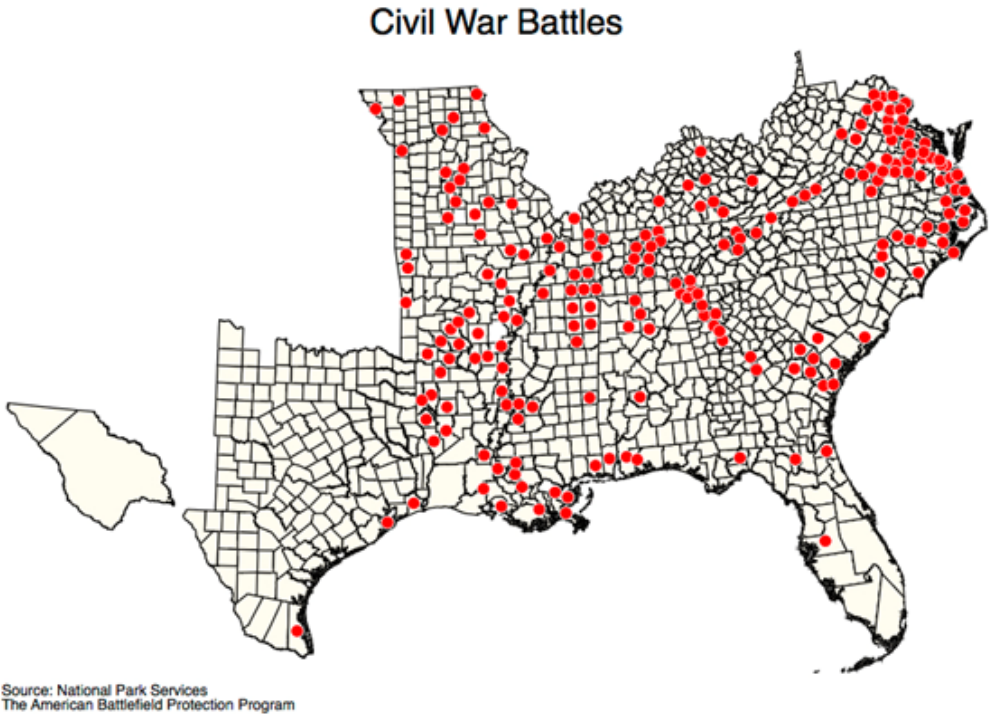 Civil War Battles
Source: National Park Services
The American Battlefield Protection Program